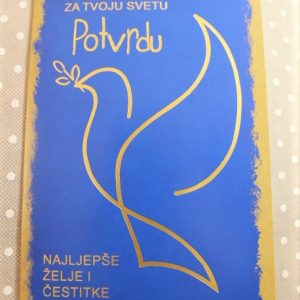 ZA TVOJU SVETU
Potvrdu
NAJLJEPŠE
ŽELJE I
ČESTITKE